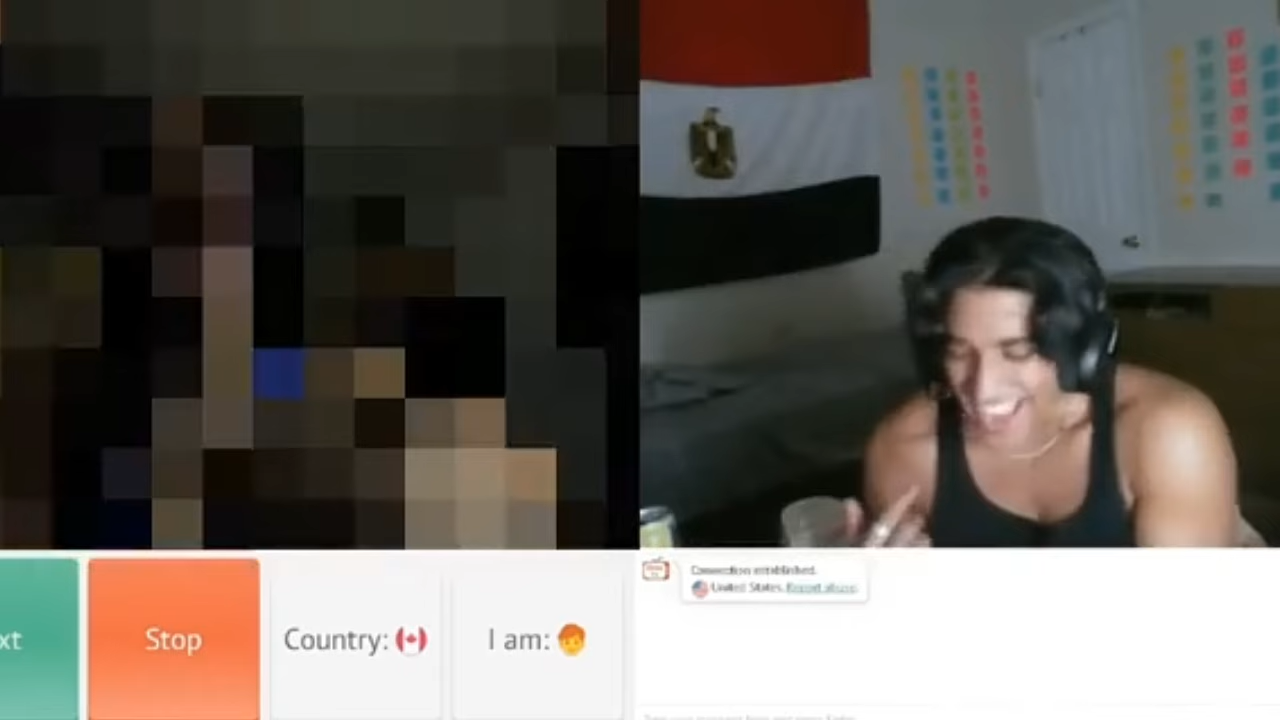 xt
Stop
Country:
I am:
Connection established.
United States. Report abuse.